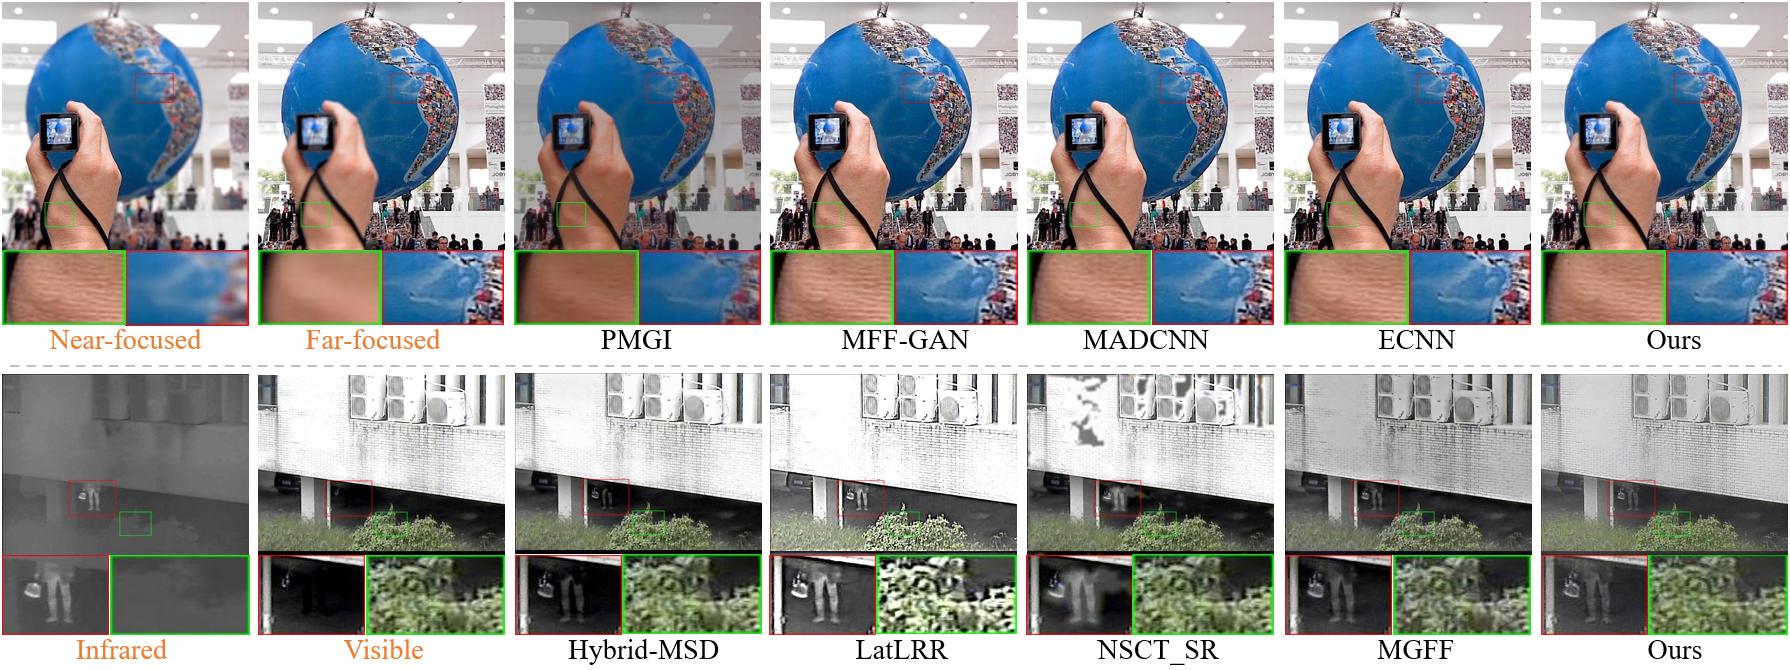 Near-focused Far-focused PMGI MFF-GAN MADCNN ECNN Ours
Infrared Visible Hybrid-MSD LatLRR NSCT_SR MGFF Ours